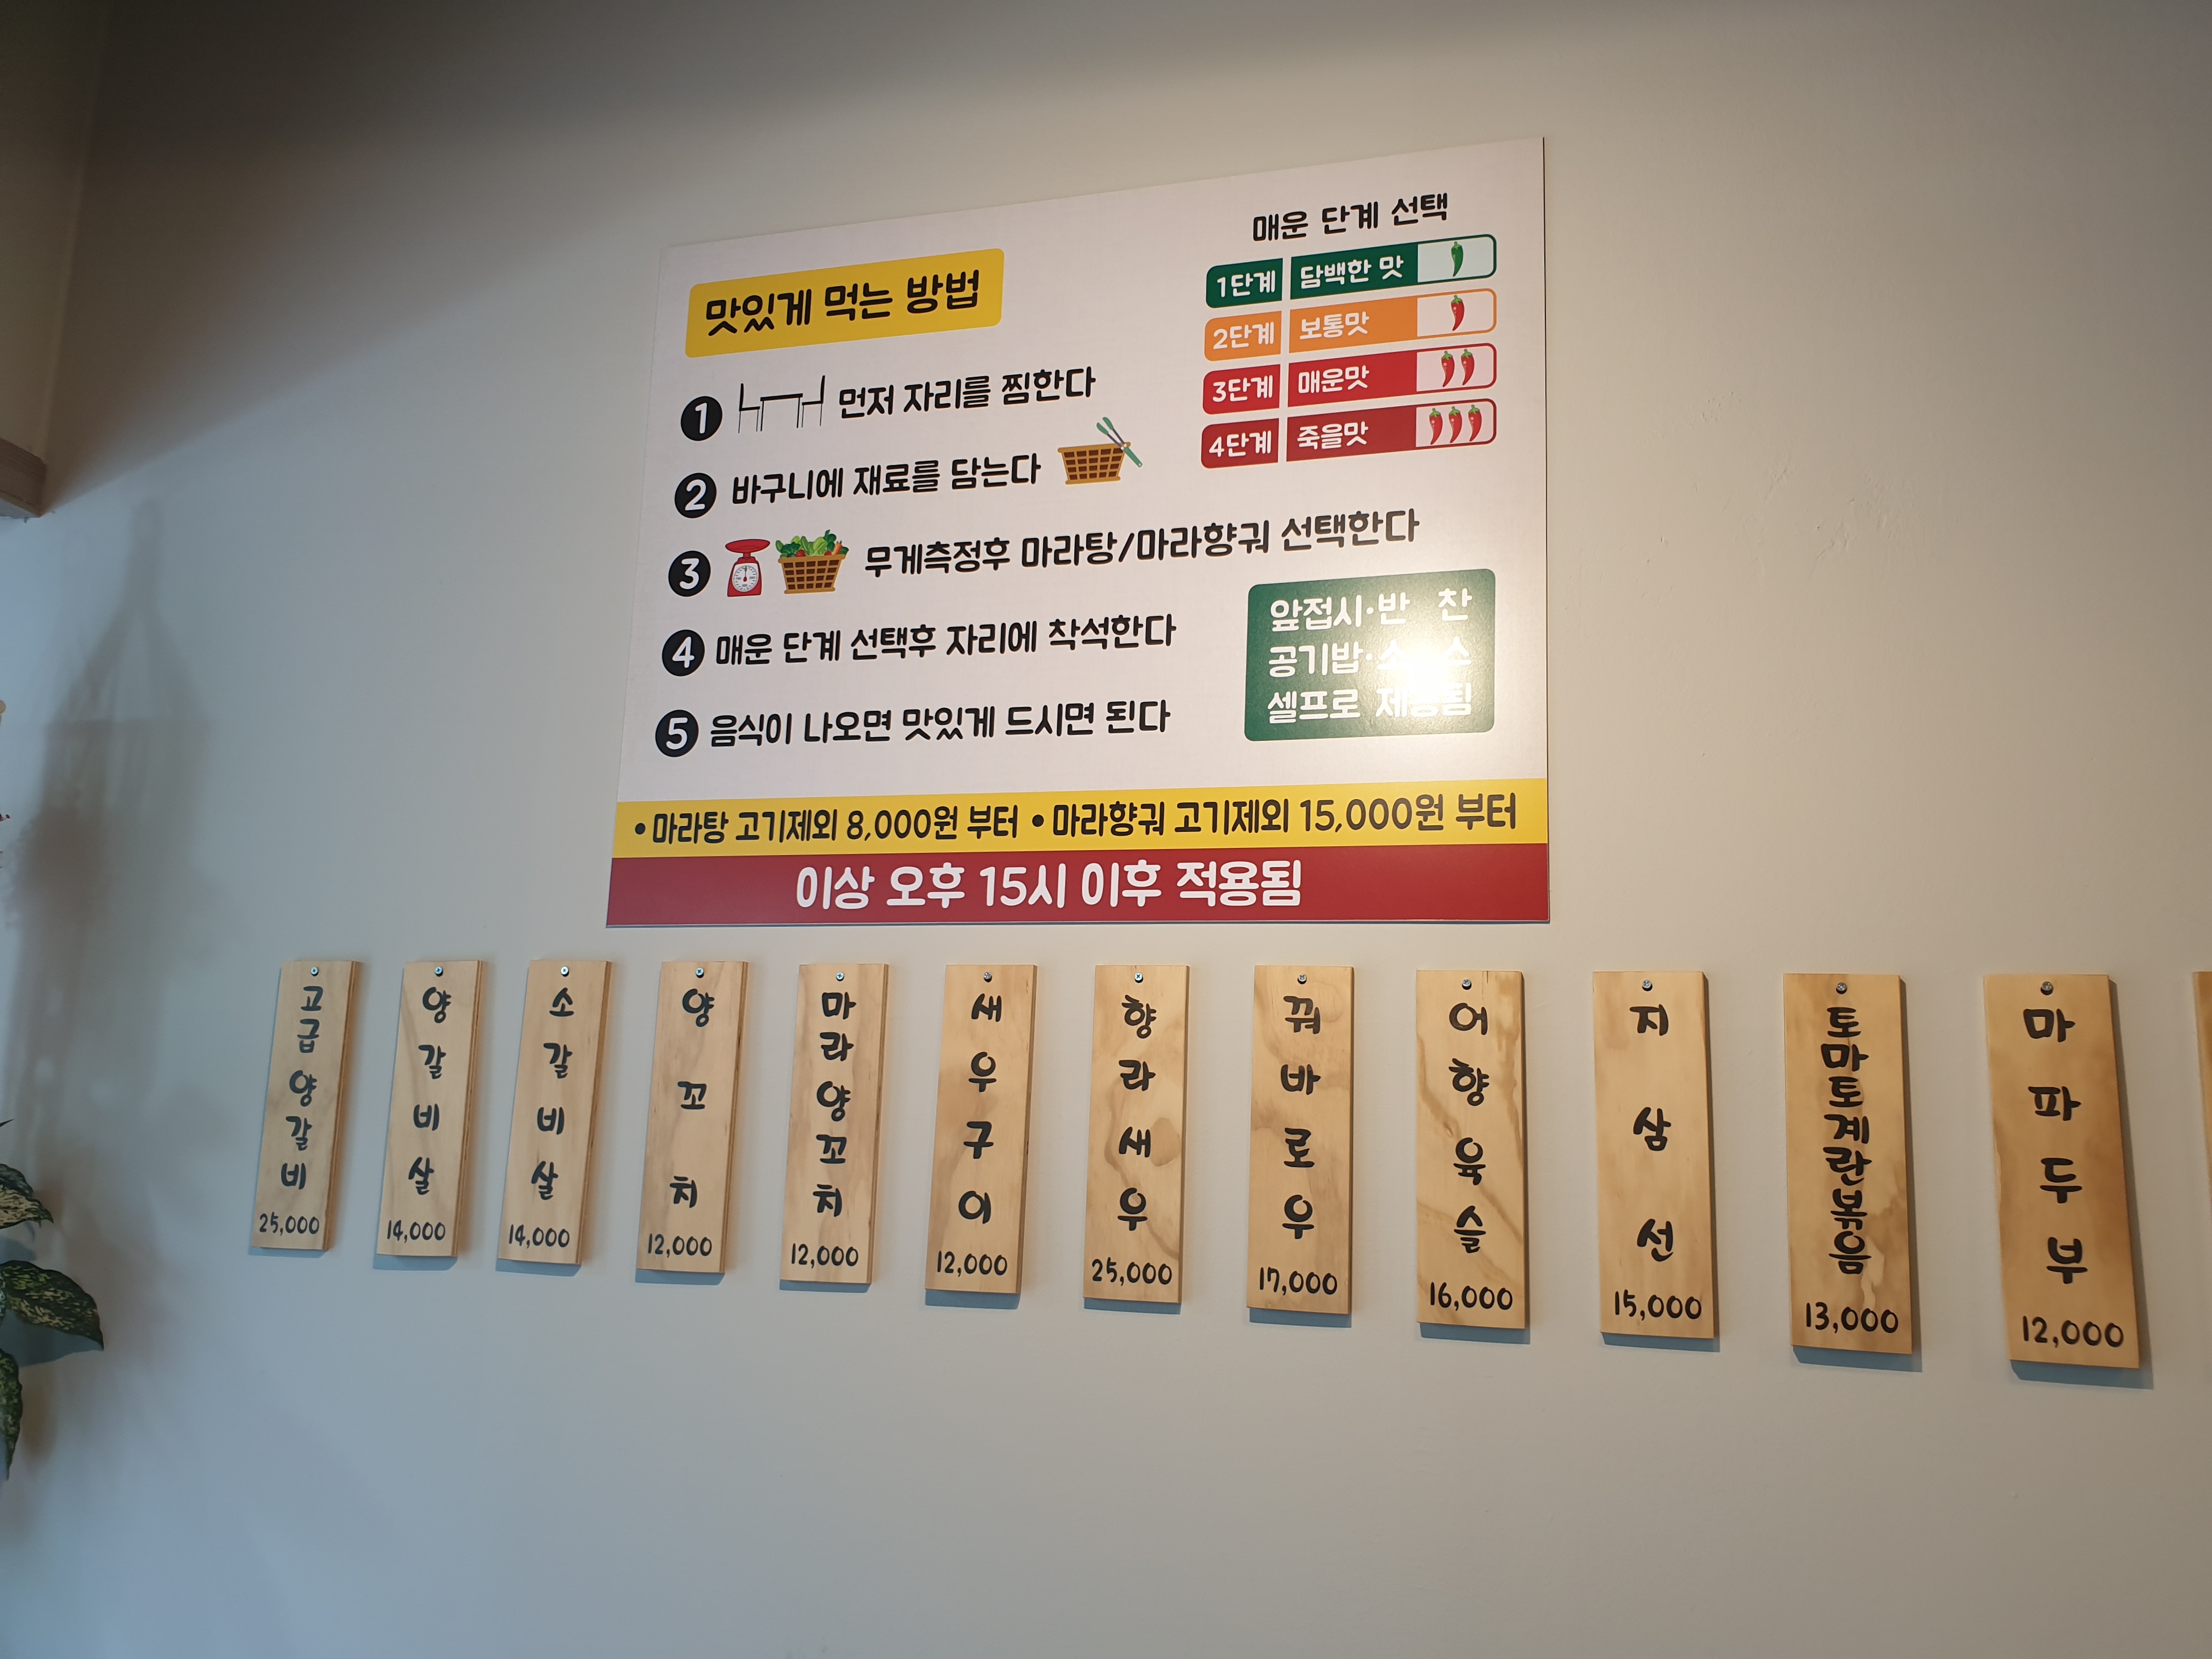 맛있게 먹는 방법
1 먼저 자리를 찜한다
2 바구니에 재료를 담는다
3 무게측정후 마라탕/마라향궈 선택한다
4 매운 단계 선택후 자리에 착석한다
5 음식이 나오면 맛있게 드시면 된다
매운 단계 선택
1단계 담백한 맛
2단계 보통맛
3단계 매운맛
4단계 죽을맛
앞접시·반 찬
공기밥·소 스
셀프로 제공됨
• 마라탕 고기제외 8,000원 부터 • 마라향궈 고기제외 15,000원 부터
이상 오후 15시 이후 적용됨
고급양갈비
25,000
양갈비살
14,000
소갈비살
14,000
양꼬치
12,000
마라양꼬치
12,000
새우구이
12,000
향라새우
25,000
꿔바로우
17,000
어향육슬
16,000
지삼선
15,000
토마토계란볶음
13,000
마파두부
12,000